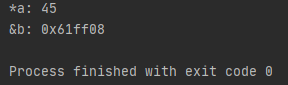 *a: 45
&b: 0x61ff08
Process finished with exit code 0